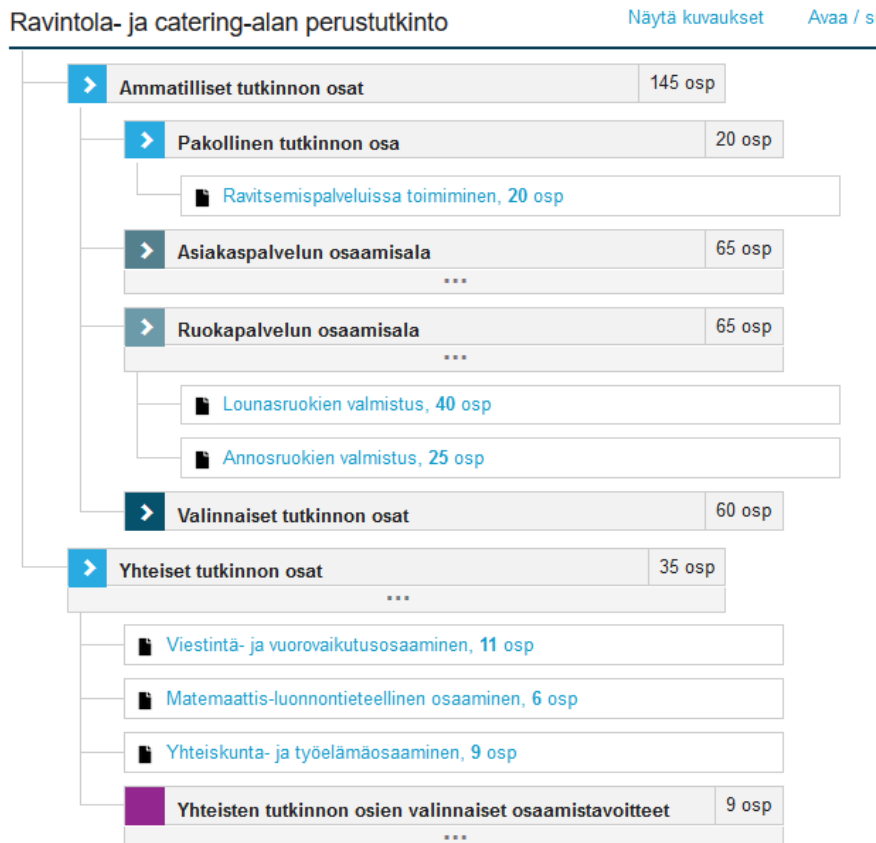 Ravintola- ja catering-alan perustutkinto Näytä kuvaukset Avaa / s
Ammatilliset tutkinnon osat 145 osp
Pakollinen tutkinnon osa 20 osp
Ravitsemispalveluissa toimiminen, 20 osp
Asiakaspalvelun osaamisala 65 osp
...
Ruokapalvelun osaamisala 65 osp
...
Lounasruokien valmistus, 40 osp
Annosruokien valmistus, 25 osp
Valinnaiset tutkinnon osat 60 osp
Yhteiset tutkinnon osat 35 osp
...
Viestintä- ja vuorovaikutusosaaminen, 11 osp
Matemaattis-luonnontieteellinen osaaminen, 6 osp
Yhteiskunta- ja työelämäosaaminen, 9 osp
Yhteisten tutkinnon osien valinnaiset osaamistavoitteet 9 osp
...